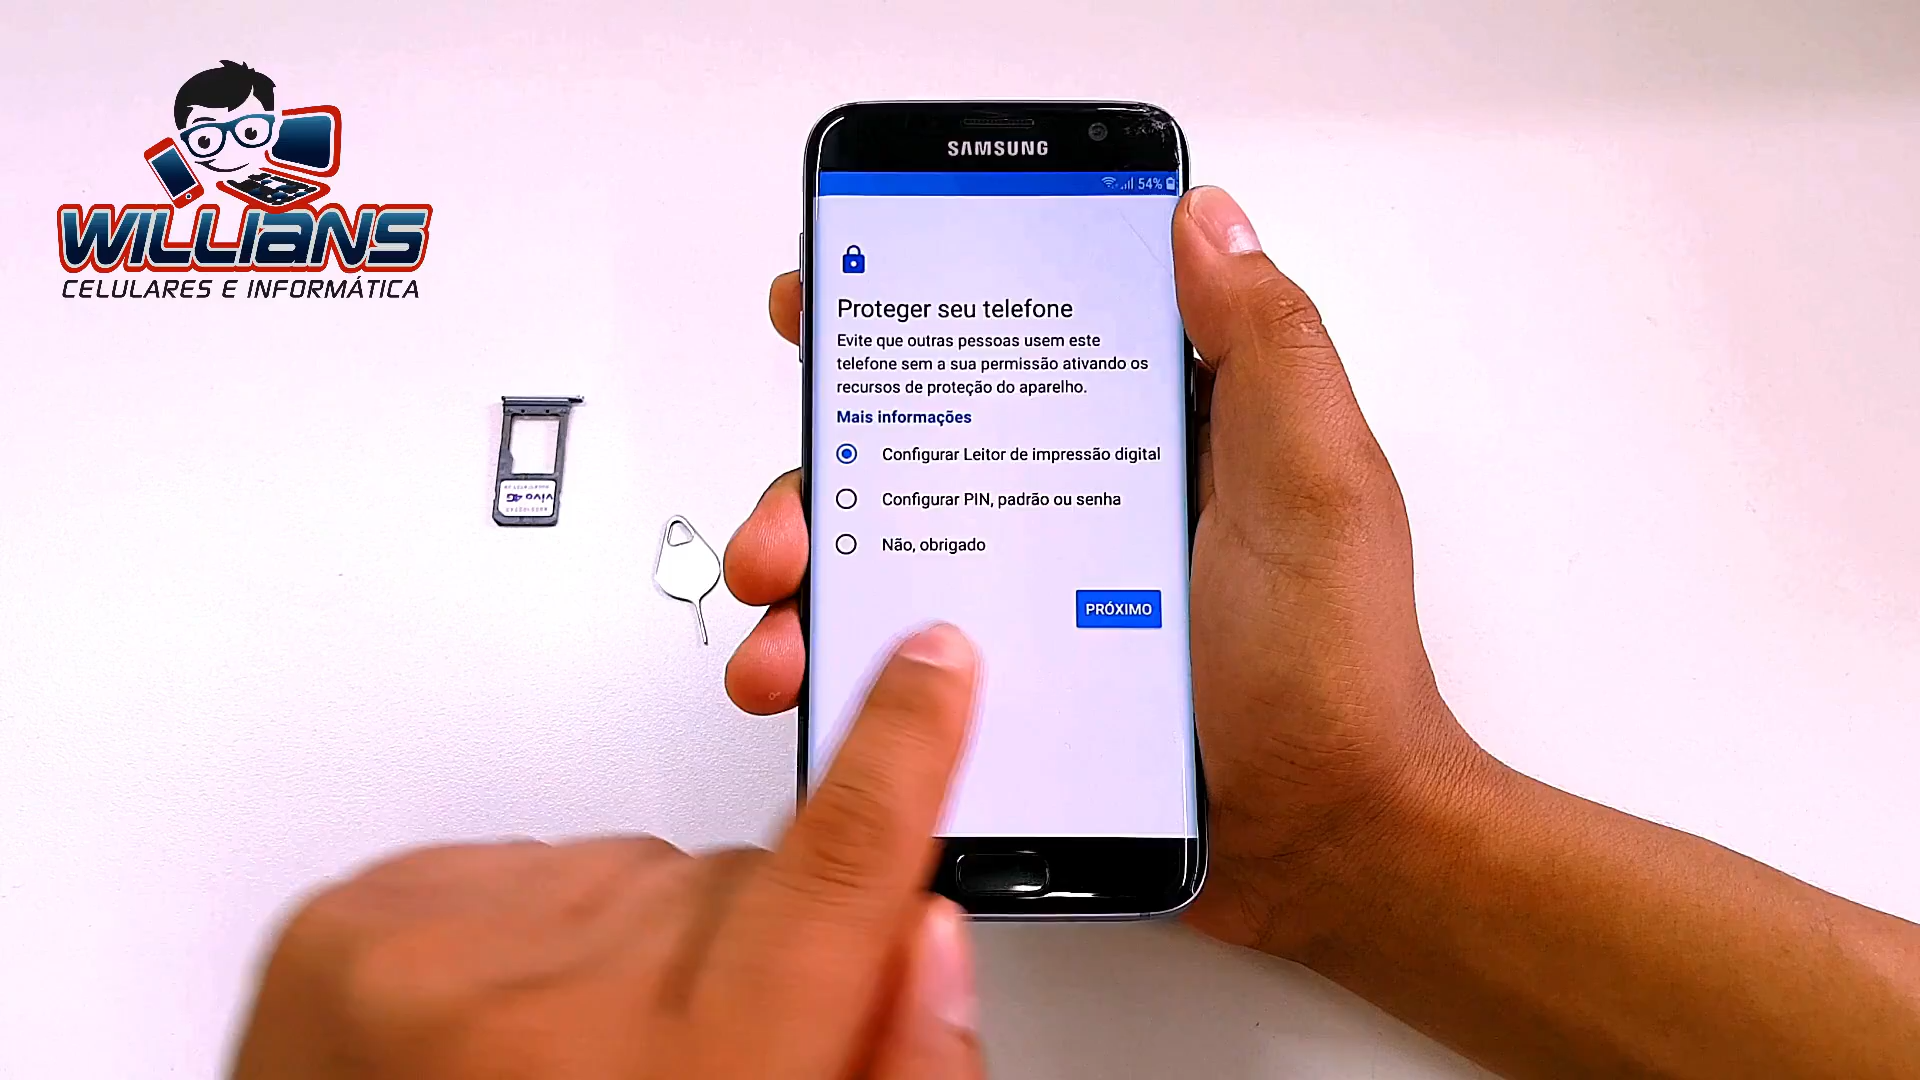 WILLIANS
CELULARES E INFORMÁTICA
SAMSUNG
54%
Proteger seu telefone
Evite que outras pessoas usem este
telefone sem a sua permissão ativando os
recursos de proteção do aparelho.
Mais informações
Configurar Leitor de impressão digital
Configurar PIN, padrão ou senha
Não, obrigado
PRÓXIMO
vivo 4G